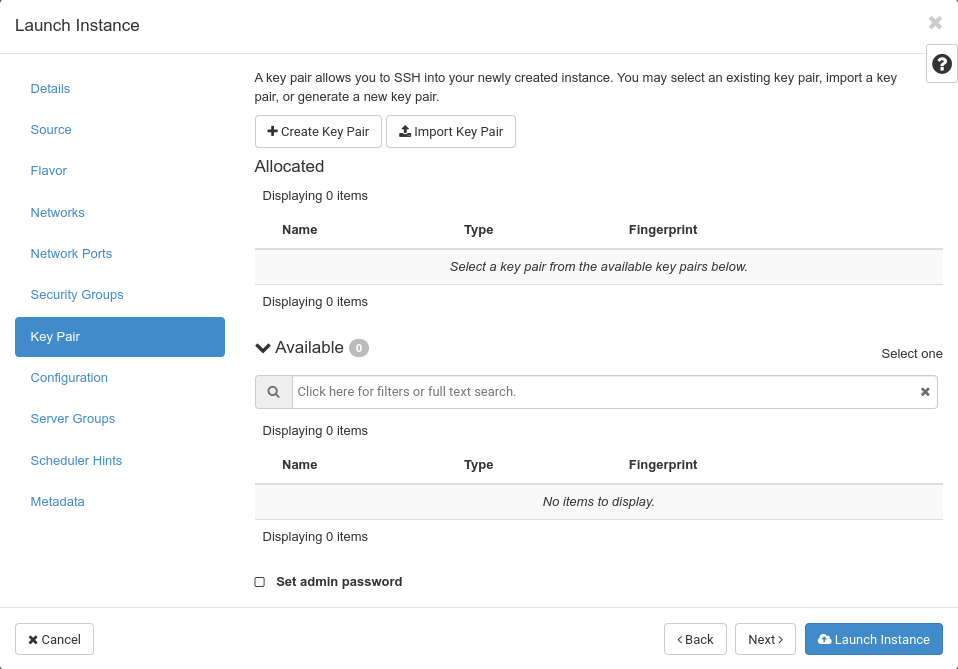 Launch Instance
Details
Source
Flavor
Networks
Network Ports
Security Groups
Key Pair
Configuration
Server Groups
Scheduler Hints
Metadata
A key pair allows you to SSH into your newly created instance. You may select an existing key pair, import a key
pair, or generate a new key pair.
Create Key Pair Import Key Pair
Allocated
Displaying 0 items
Name Type Fingerprint
Select a key pair from the available key pairs below.
Displaying 0 items
Available 0
Select one
Click here for filters or full text search.
Displaying 0 items
Name Type Fingerprint
No items to display.
Displaying 0 items
Set admin password
Cancel < Back Next > Launch Instance